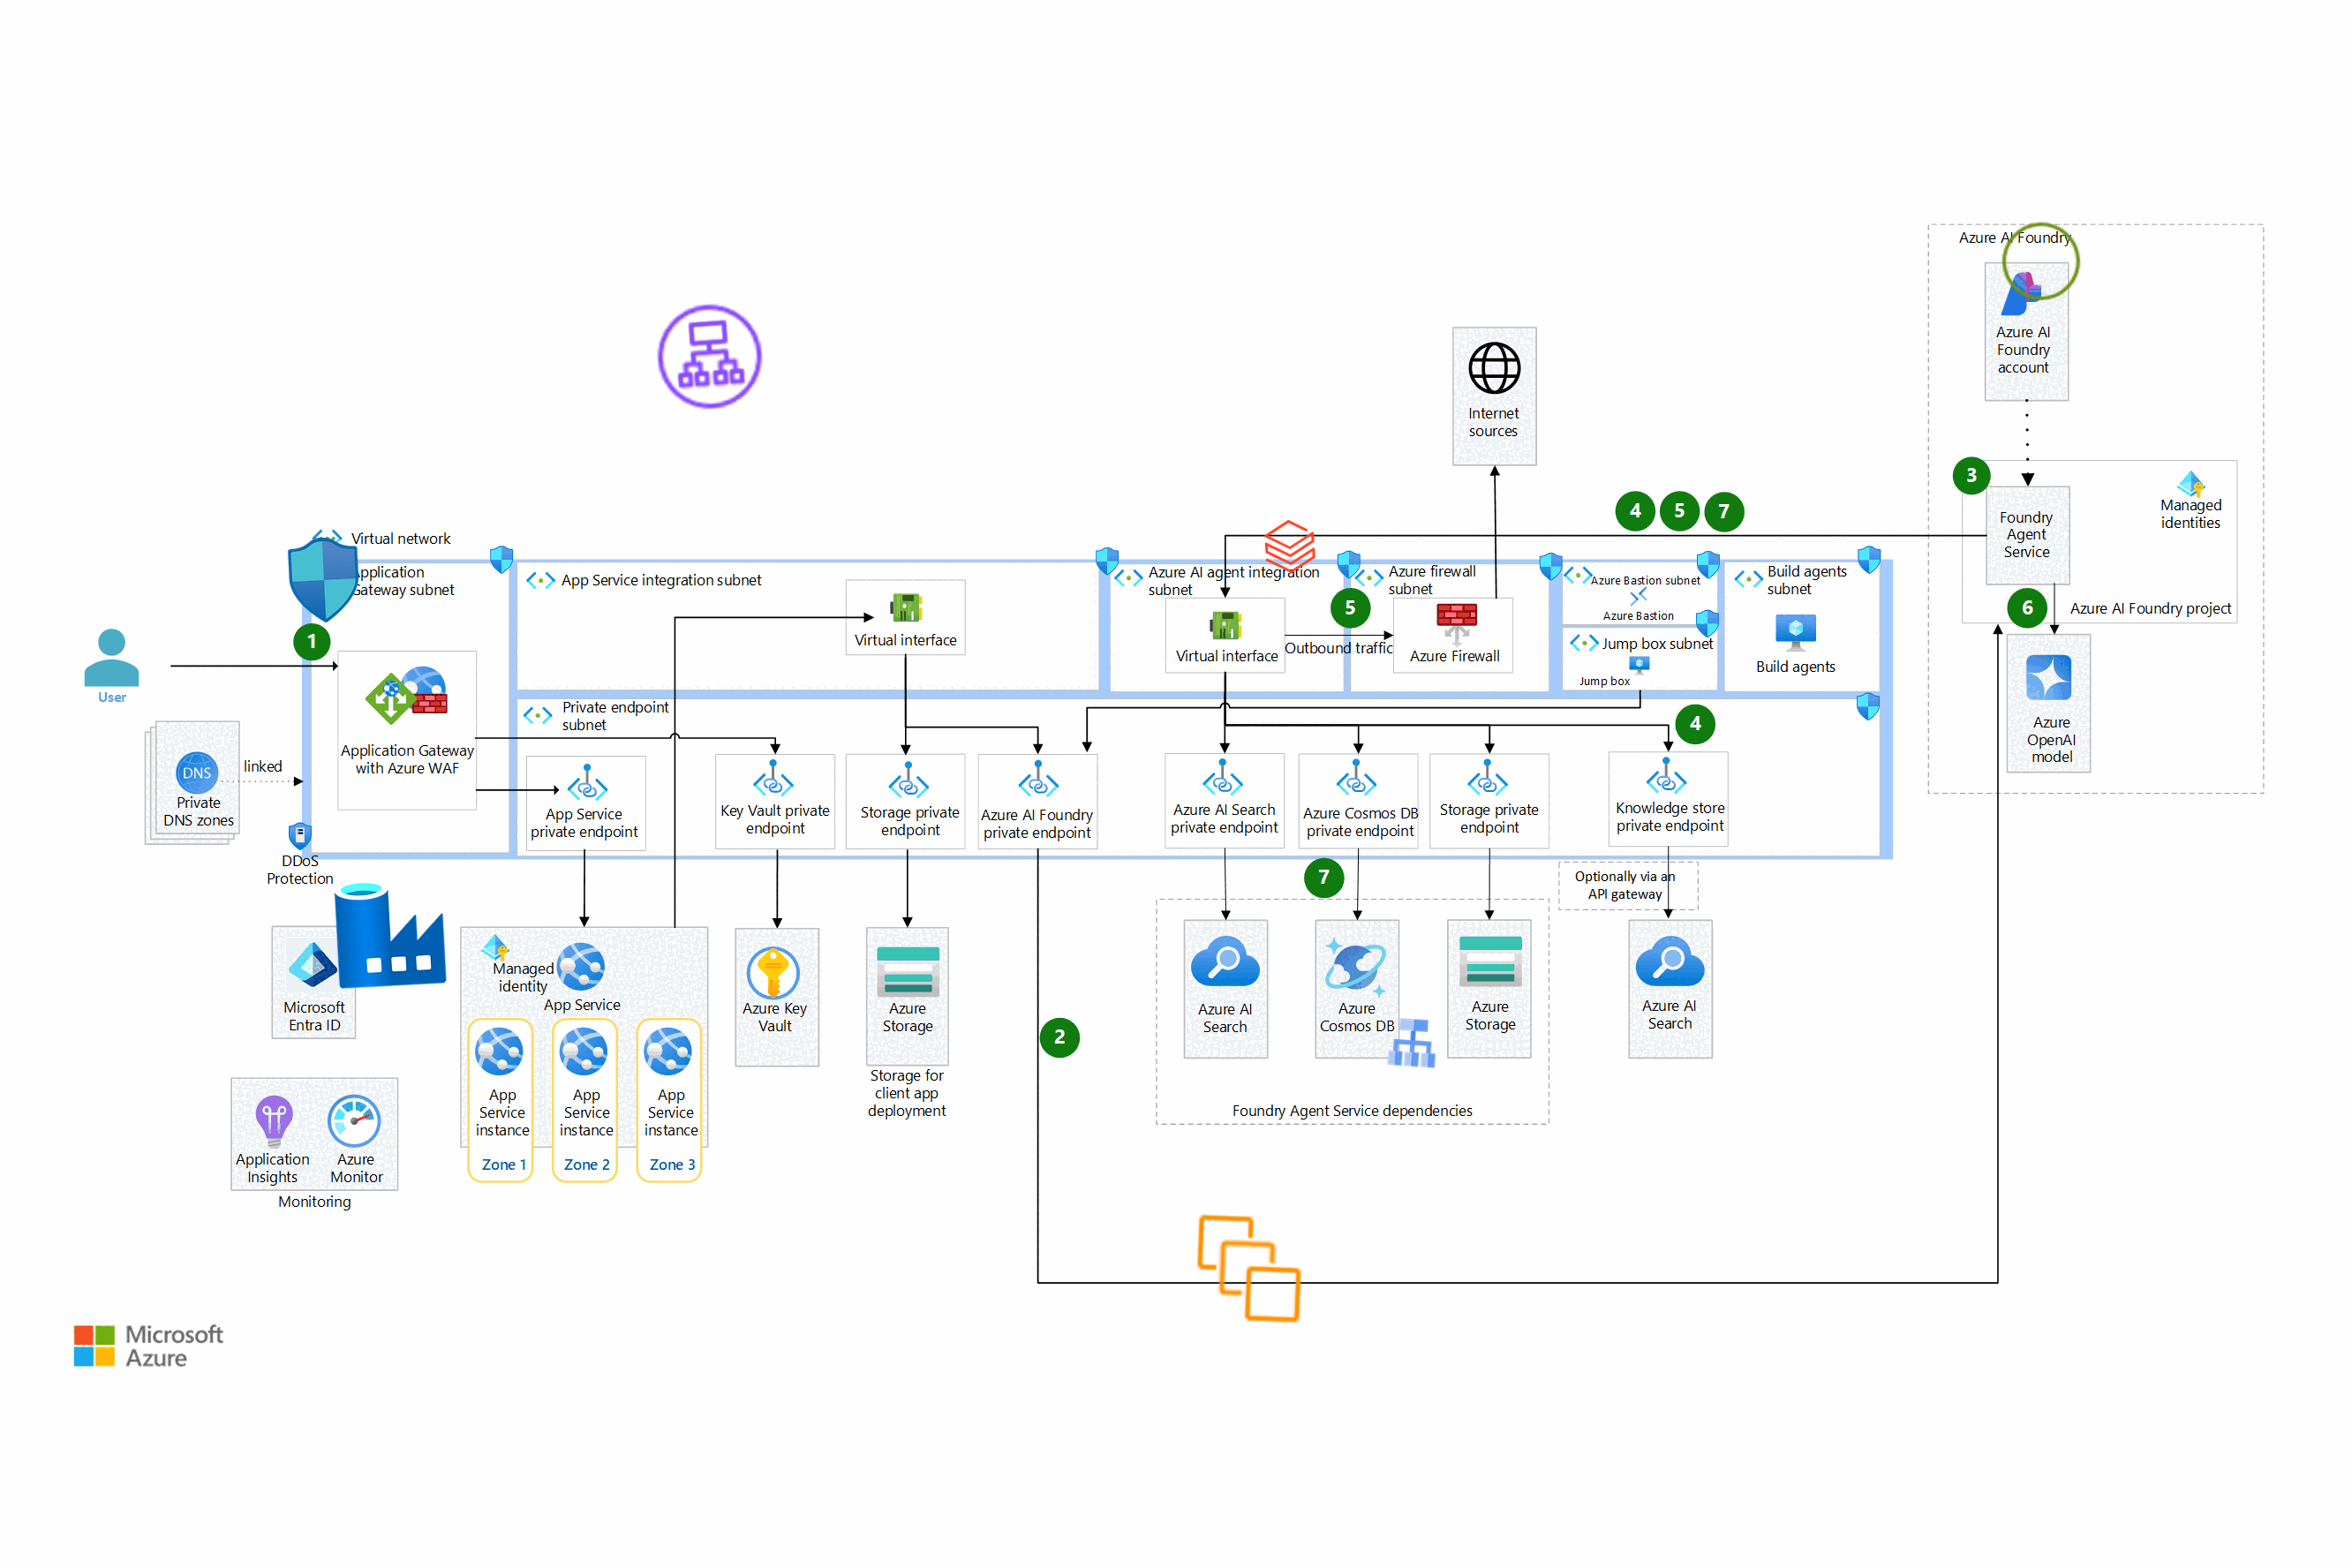 Azure AI Foundry
Azure AI
Foundry
account
Internet
sources
3
Managed
identities
Foundry
Agent
Service
4
5
7
6
Azure AI Foundry project
Azure
OpenAI
model
Virtual network
Application
Gateway subnet
App Service integration subnet
Virtual interface
Azure AI agent integration
subnet
Virtual interface
5
Outbound traffic
Azure firewall
subnet
Azure Firewall
Azure Bastion subnet
Azure Bastion
Jump box subnet
Jump box
Build agents
subnet
Build agents
1
User
Application Gateway
with Azure WAF
DNS
Private
DNS zones
linked
DDoS
Protection
Private endpoint
subnet
App Service
private endpoint
Key Vault private
endpoint
Storage private
endpoint
Azure AI Foundry
private endpoint
Azure AI Search
private endpoint
Azure Cosmos DB
private endpoint
Storage private
endpoint
4
Knowledge store
private endpoint
7
Optionally via an
API gateway
Microsoft
Entra ID
Managed
identity
App Service
App
Service
instance
Zone 1
App
Service
instance
Zone 2
App
Service
instance
Zone 3
Azure Key
Vault
Azure
Storage
Storage for
client app
deployment
2
Azure AI
Search
Azure
Cosmos DB
Azure
Storage
Foundry Agent Service dependencies
Azure AI
Search
Application
Insights
Azure
Monitor
Monitoring
Microsoft
Azure